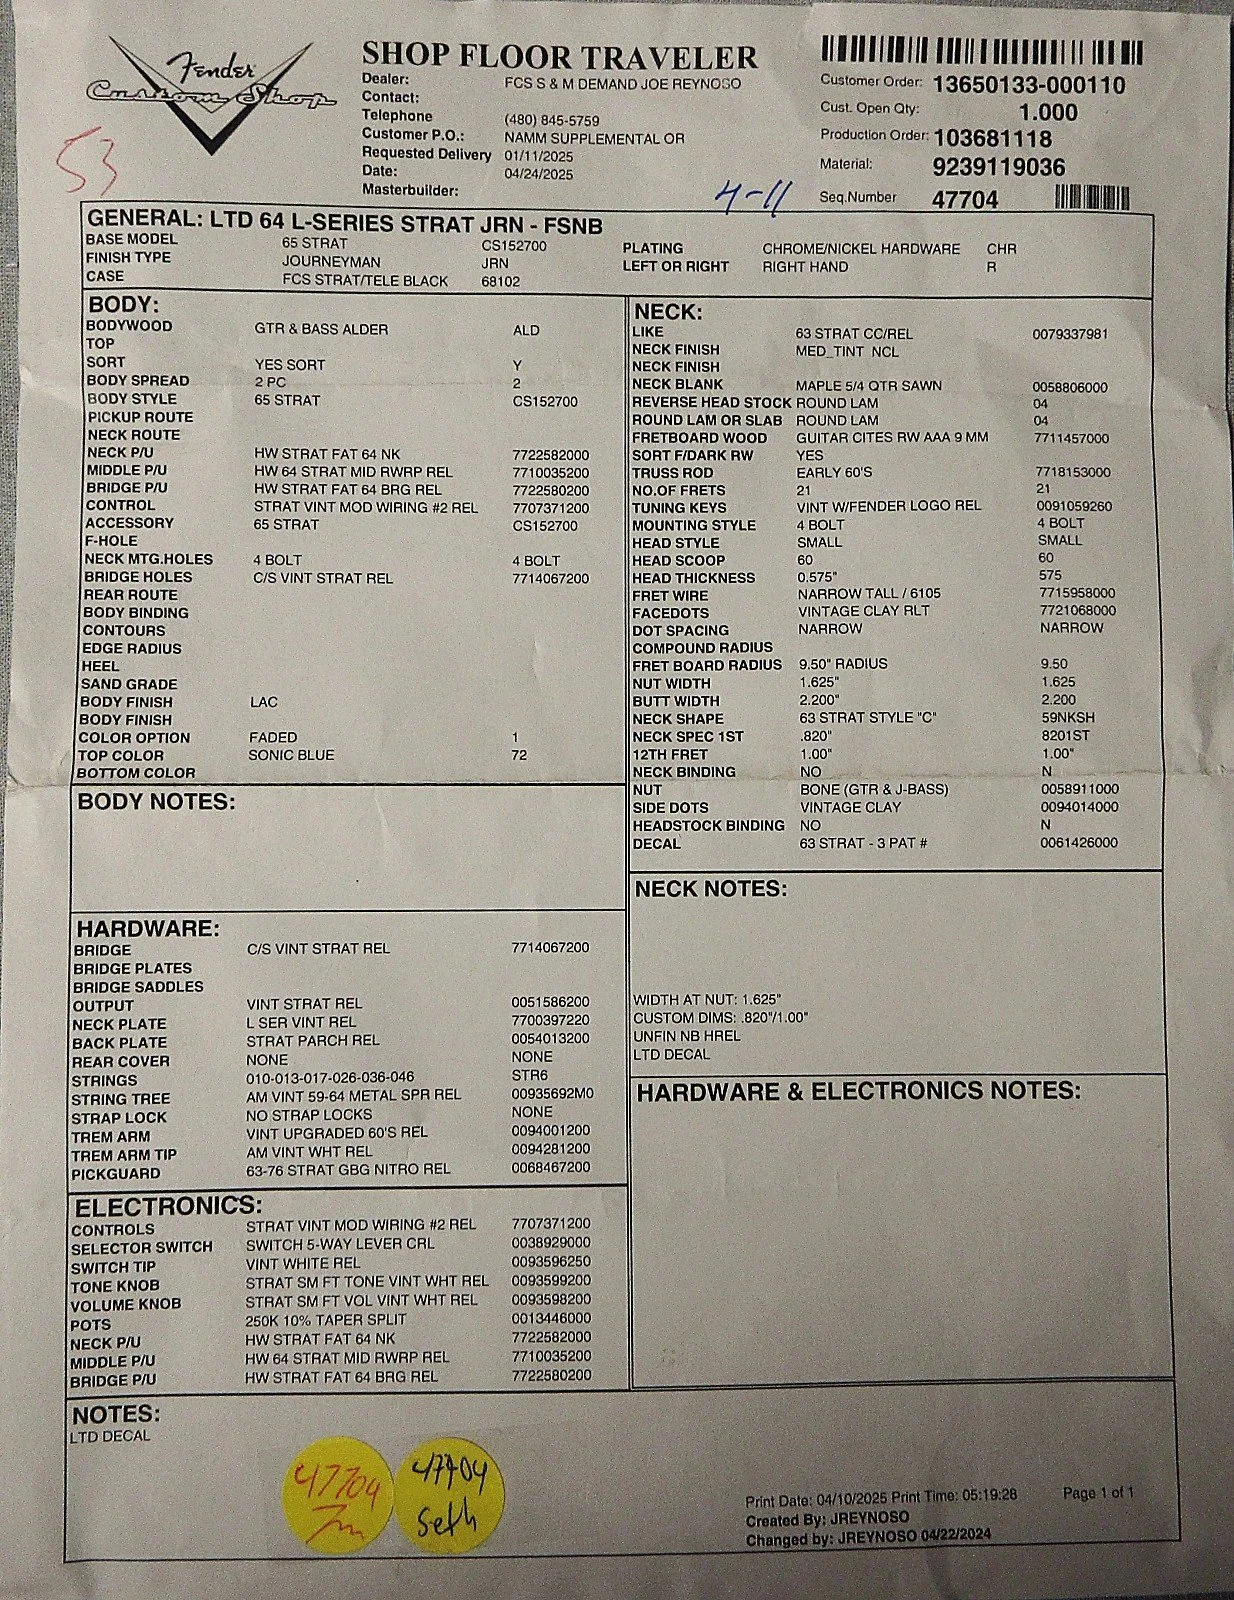 Fender
Custom Shop
53
SHOP FLOOR TRAVELER
Dealer: FCS S & M DEMAND JOE REYNOSO
Contact:
Telephone (480) 845-5759
Customer P.O.: NAMM SUPPLEMENTAL OR
Requested Delivery 01/11/2025
Date: 04/24/2025
Masterbuilder:
4-11
Customer Order: 13650133-000110
Cust. Open Qty: 1.000
Production Order: 103681118
Material: 9239119036
Seq.Number 47704
GENERAL: LTD 64 L-SERIES STRAT JRN - FSNB
BASE MODEL 65 STRAT CS152700
FINISH TYPE JOURNEYMAN JRN
CASE FCS STRAT/TELE BLACK 68102
PLATING CHROME/NICKEL HARDWARE CHR
LEFT OR RIGHT RIGHT HAND R
BODY:
BODYWOOD GTR & BASS ALDER ALD
TOP
SORT YES SORT Y
BODY SPREAD 2 PC 2
BODY STYLE 65 STRAT CS152700
PICKUP ROUTE
NECK ROUTE
NECK P/U HW STRAT FAT 64 NK 7722582000
MIDDLE P/U HW 64 STRAT MID RWRP REL 7710035200
BRIDGE P/U HW STRAT FAT 64 BRG REL 7722580200
CONTROL STRAT VINT MOD WIRING #2 REL 7707371200
ACCESSORY 65 STRAT CS152700
F-HOLE
NECK MTG.HOLES 4 BOLT 4 BOLT
BRIDGE HOLES C/S VINT STRAT REL 7714067200
REAR ROUTE
BODY BINDING
CONTOURS
EDGE RADIUS
HEEL
SAND GRADE
BODY FINISH LAC
BODY FINISH
COLOR OPTION FADED 1
TOP COLOR SONIC BLUE 72
BOTTOM COLOR
BODY NOTES:
HARDWARE:
BRIDGE C/S VINT STRAT REL 7714067200
BRIDGE PLATES
BRIDGE SADDLES
OUTPUT VINT STRAT REL 0051586200
NECK PLATE L SER VINT REL 7700397220
BACK PLATE STRAT PARCH REL 0054013200
REAR COVER NONE NONE
STRINGS 010-013-017-026-036-046 STR6
STRING TREE AM VINT 59-64 METAL SPR REL 00935692M0
STRAP LOCK NO STRAP LOCKS NONE
TREM ARM VINT UPGRADED 60'S REL 0094001200
TREM ARM TIP AM VINT WHT REL 0094281200
PICKGUARD 63-76 STRAT GBG NITRO REL 0068467200
ELECTRONICS:
CONTROLS STRAT VINT MOD WIRING #2 REL 7707371200
SELECTOR SWITCH SWITCH 5-WAY LEVER CRL 0038929000
SWITCH TIP VINT WHITE REL 0093596250
TONE KNOB STRAT SM FT TONE VINT WHT REL 0093599200
VOLUME KNOB STRAT SM FT VOL VINT WHT REL 0093598200
POTS 250K 10% TAPER SPLIT 0013446000
NECK P/U HW STRAT FAT 64 NK 7722582000
MIDDLE P/U HW 64 STRAT MID RWRP REL 7710035200
BRIDGE P/U HW STRAT FAT 64 BRG REL 7722580200
NECK:
LIKE 63 STRAT CC/REL 0079337981
NECK FINISH MED_TINT NCL
NECK FINISH
NECK BLANK MAPLE 5/4 QTR SAWN 0058806000
REVERSE HEAD STOCK ROUND LAM 04
ROUND LAM OR SLAB ROUND LAM 04
FRETBOARD WOOD GUITAR CITES RW AAA 9 MM 7711457000
SORT F/DARK RW YES
TRUSS ROD EARLY 60'S 7718153000
NO.OF FRETS 21 21
TUNING KEYS VINT W/FENDER LOGO REL 0091059260
MOUNTING STYLE 4 BOLT 4 BOLT
HEAD STYLE SMALL SMALL
HEAD SCOOP 60 60
HEAD THICKNESS 0.575" 575
FRET WIRE NARROW TALL / 6105 7715958000
FACEDOTS VINTAGE CLAY RLT 7721068000
DOT SPACING NARROW NARROW
COMPOUND RADIUS
FRET BOARD RADIUS 9.50" RADIUS 9.50
NUT WIDTH 1.625" 1.625
BUTT WIDTH 2.200" 2.200
NECK SHAPE 63 STRAT STYLE "C" 59NKSH
NECK SPEC 1ST .820" 8201ST
12TH FRET 1.00" 1.00"
NECK BINDING NO N
NUT BONE (GTR & J-BASS) 0058911000
SIDE DOTS VINTAGE CLAY 0094014000
HEADSTOCK BINDING NO N
DECAL 63 STRAT - 3 PAT # 0061426000
NECK NOTES:
WIDTH AT NUT: 1.625"
CUSTOM DIMS: .820"/1.00"
UNFIN NB HREL
LTD DECAL
HARDWARE & ELECTRONICS NOTES:
NOTES:
LTD DECAL
47704
47704
Seth
Print Date: 04/10/2025 Print Time: 05:19:28 Page 1 of 1
Created By: JREYNOSO
Changed by: JREYNOSO 04/22/2024